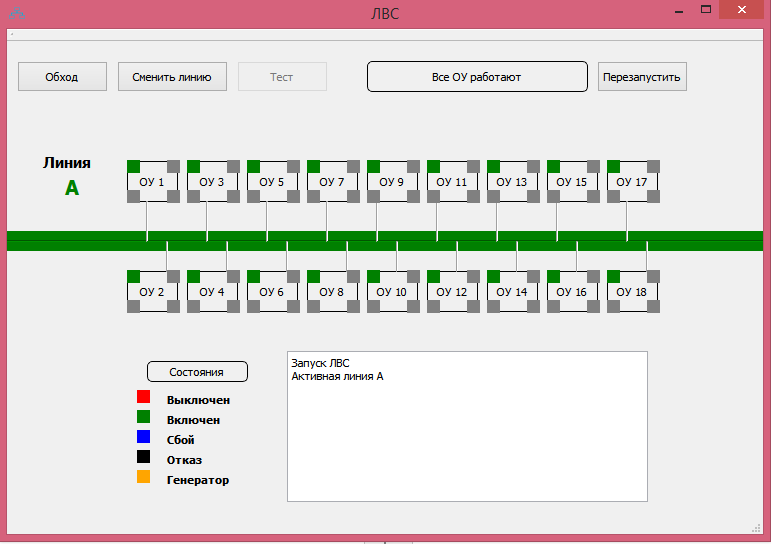 ЛВС
Обход
Сменить линию
Тест
Все ОУ работают
Перезапустить
Линия
А
ОУ 1
ОУ 3
ОУ 5
ОУ 7
ОУ 9
ОУ 11
ОУ 13
ОУ 15
ОУ 17
ОУ 2
ОУ 4
ОУ 6
ОУ 8
ОУ 10
ОУ 12
ОУ 14
ОУ 16
ОУ 18
Состояния
Выключен
Включен
Сбой
Отказ
Генератор
Запуск ЛВС
Активная линия А